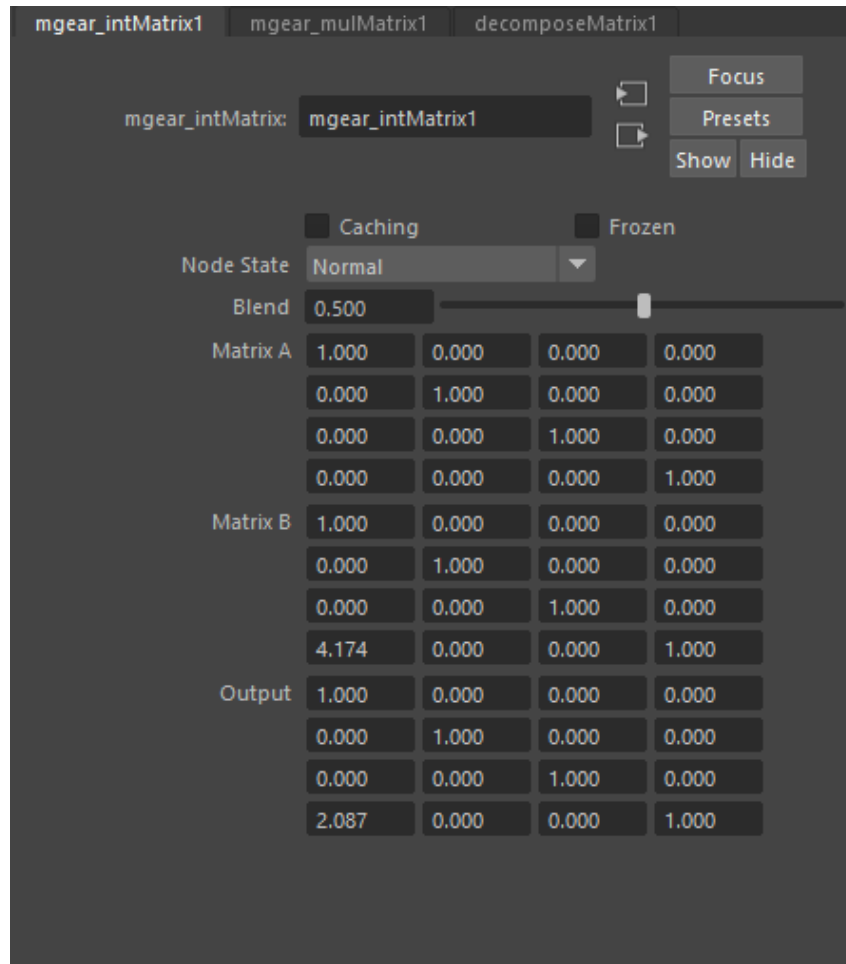 mgear_intMatrix1 mgear_mulMatrix1 decomposeMatrix1
Focus
mgear_intMatrix: mgear_intMatrix1
Presets
Show Hide
Caching Frozen
Node State Normal
Blend 0.500
Matrix A 1.000 0.000 0.000 0.000
0.000 1.000 0.000 0.000
0.000 0.000 1.000 0.000
0.000 0.000 0.000 1.000
Matrix B 1.000 0.000 0.000 0.000
0.000 1.000 0.000 0.000
0.000 0.000 1.000 0.000
4.174 0.000 0.000 1.000
Output 1.000 0.000 0.000 0.000
0.000 1.000 0.000 0.000
0.000 0.000 1.000 0.000
2.087 0.000 0.000 1.000